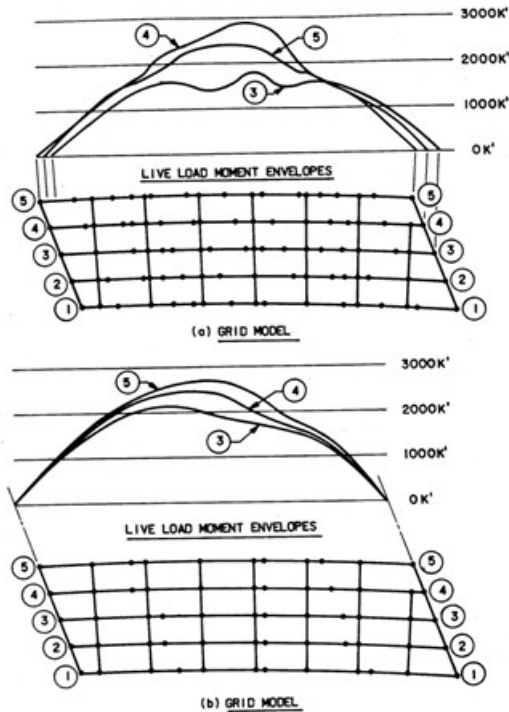 3000K'
④
⑤
2000K'
③
1000K'
0K'
LIVE LOAD MOMENT ENVELOPES
⑤ ⑤
④ ④
③ ③
② ②
① ①
(a) GRID MODEL
3000K'
⑤
④
2000K'
③
1000K'
0K'
LIVE LOAD MOMENT ENVELOPES
⑤ ⑤
④ ④
③ ③
② ②
① ①
(b) GRID MODEL